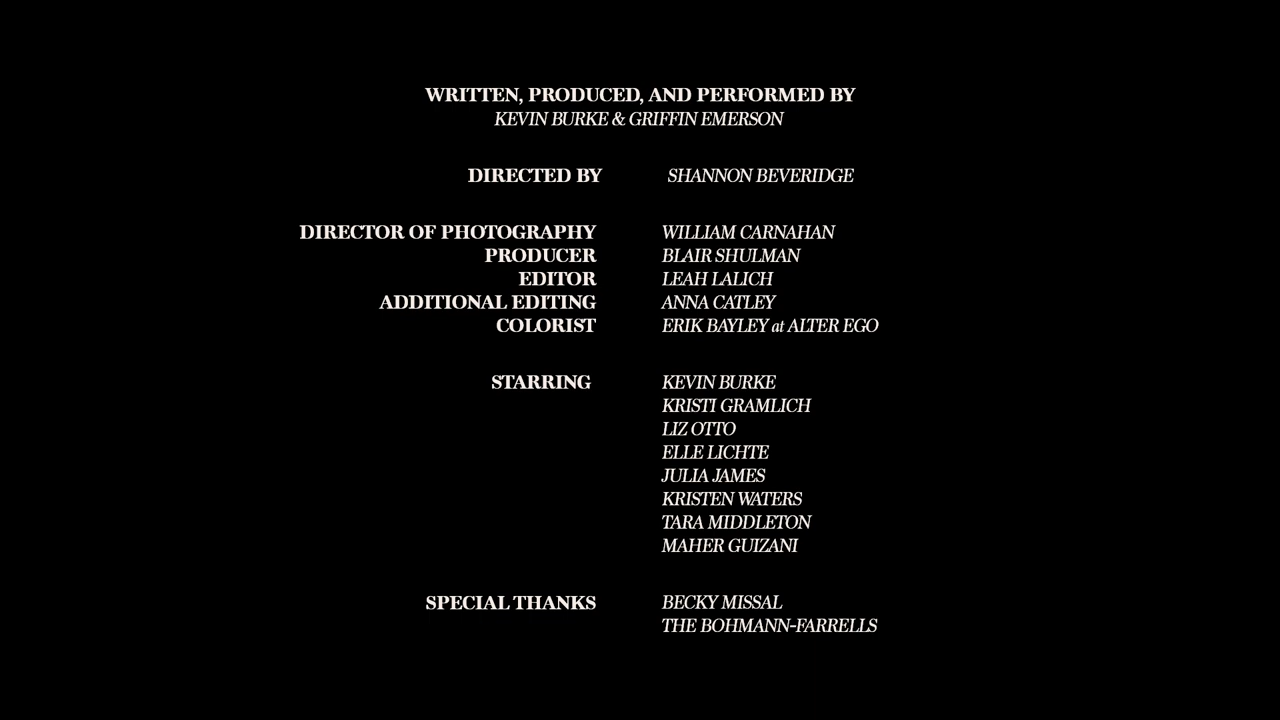 WRITTEN, PRODUCED, AND PERFORMED BY
KEVIN BURKE & GRIFFIN EMERSON
DIRECTED BY SHANNON BEVERIDGE
DIRECTOR OF PHOTOGRAPHY WILLIAM CARNAHAN
PRODUCER BLAIR SHULMAN
EDITOR LEAH LALICH
ADDITIONAL EDITING ANNA CATLEY
COLORIST ERIK BAYLEY at ALTER EGO
STARRING KEVIN BURKE
KRISTI GRAMLICH
LIZ OTTO
ELLE LICHTE
JULIA JAMES
KRISTEN WATERS
TARA MIDDLETON
MAHER GUIZANI
SPECIAL THANKS BECKY MISSAL
THE BOHMANN-FARRELLS